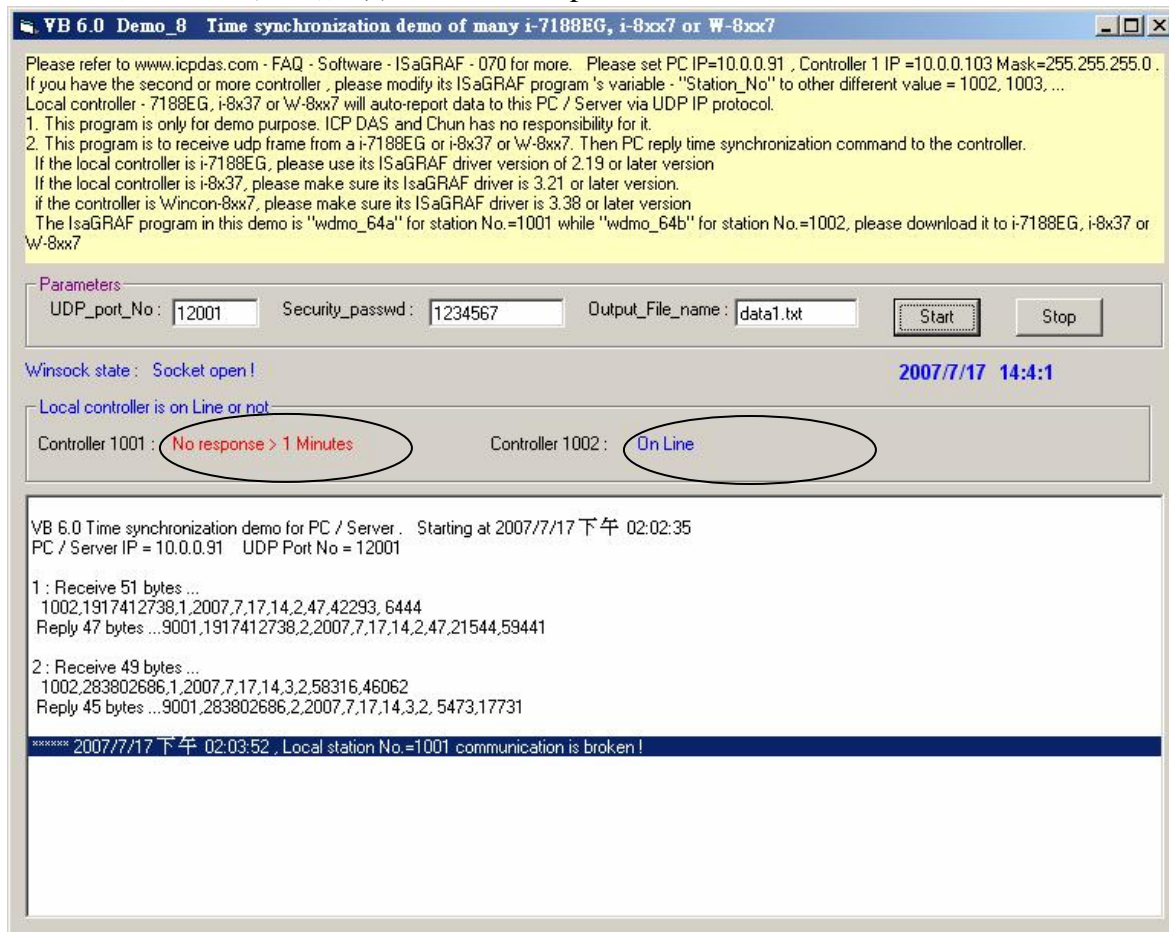 VB 6.0 Demo_8 Time synchronization demo of many i-7188EG, i-8xx7 or W-8xx7
Please refer to www.icpdas.com - FAQ - Software - ISaGRAF - 070 for more. Please set PC IP=10.0.0.91 , Controller 1 IP =10.0.0.103 Mask=255.255.255.0 .
If you have the second or more controller , please modify its ISaGRAF program 's variable - "Station_No" to other different value = 1002, 1003, ...
Local controller - 7188EG, i-8x37 or W-8xx7 will auto-report data to this PC / Server via UDP IP protocol.
1. This program is only for demo purpose. ICP DAS and Chun has no responsibility for it.
2. This program is to receive udp frame from a i-7188EG or i-8x37 or W-8xx7. Then PC reply time synchronization command to the controller.
If the local controller is i-7188EG, please use its ISaGRAF driver version of 2.19 or later version
If the local controller is i-8x37, please make sure its IsaGRAF driver is 3.21 or later version.
if the controller is Wincon-8xx7, please make sure its ISaGRAF driver is 3.38 or later version
The IsaGRAF program in this demo is "wdmo_64a" for station No.=1001 while "wdmo_64b" for station No.=1002, please download it to i-7188EG, i-8x37 or
W-8xx7
Parameters
UDP_port_No : 12001 Security_passwd : 1234567 Output_File_name : data1.txt Start Stop
Winsock state : Socket open ! 2007/7/17 14:4:1
Local controller is on Line or not
Controller 1001 : No response > 1 Minutes Controller 1002 : On Line
VB 6.0 Time synchronization demo for PC / Server . Starting at 2007/7/17 下午 02:02:35
PC / Server IP = 10.0.0.91 UDP Port No = 12001
1 : Receive 51 bytes ...
1002,1917412738,1,2007,7,17,14,2,47,42293, 6444
Reply 47 bytes ...9001,1917412738,2,2007,7,17,14,2,47,21544,59441
2 : Receive 49 bytes ...
1002,283802686,1,2007,7,17,14,3,2,58316,46062
Reply 45 bytes ...9001,283802686,2,2007,7,17,14,3,2, 5473,17731
****** 2007/7/17 下午 02:03:52 , Local station No.=1001 communication is broken !